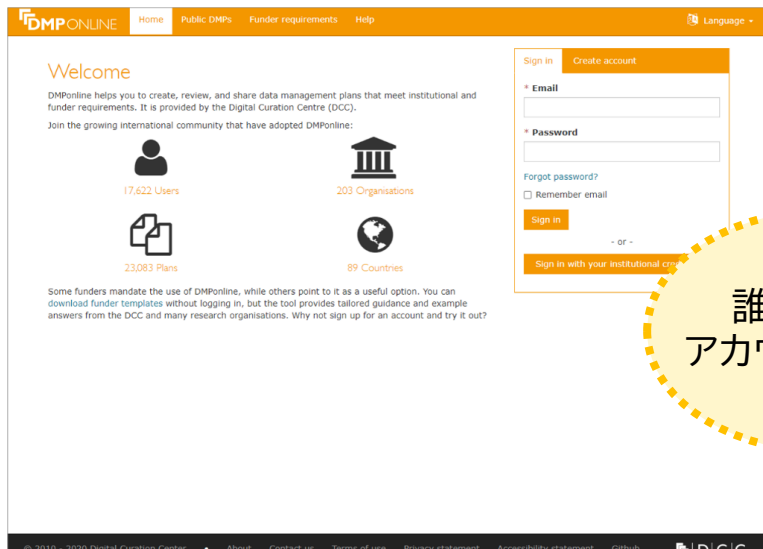 DMPONLINE Home Public DMPs Funder requirements Help Language
Welcome
DMPonline helps you to create, review, and share data management plans that meet institutional and
funder requirements. It is provided by the Digital Curation Centre (DCC).
Join the growing international community that have adopted DMPonline:
17,622 Users
203 Organisations
23,083 Plans
89 Countries
Some funders mandate the use of DMPonline, while others point to it as a useful option. You can
download funder templates without logging in, but the tool provides tailored guidance and example
answers from the DCC and many research organisations. Why not sign up for an account and try it out?
Sign in Create account
* Email
* Password
Forgot password?
Remember email
Sign in
- or -
Sign in with your institutional
誰
アカ
© 2010 - 2020 Digital Curation Center • About Contact us Terms of use Privacy statement Accessibility statement Github DCC